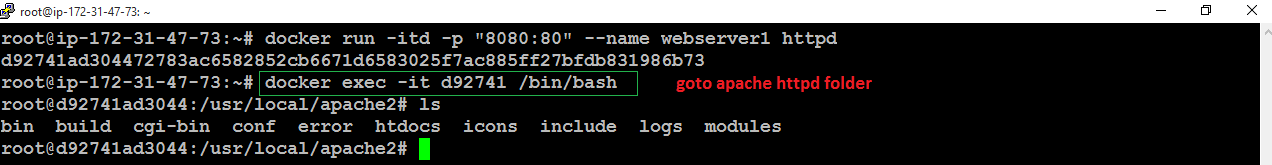 root@ip-172-31-47-73: ~
root@ip-172-31-47-73:~# docker run -itd -p "8080:80" --name webserver1 httpd
d92741ad304472783ac6582852cb6671d6583025f7ac885ff27bfdb831986b73
root@ip-172-31-47-73:~# docker exec -it d92741 /bin/bash goto apache httpd folder
root@d92741ad3044:/usr/local/apache2# ls
bin build cgi-bin conf error htdocs icons include logs modules
root@d92741ad3044:/usr/local/apache2#